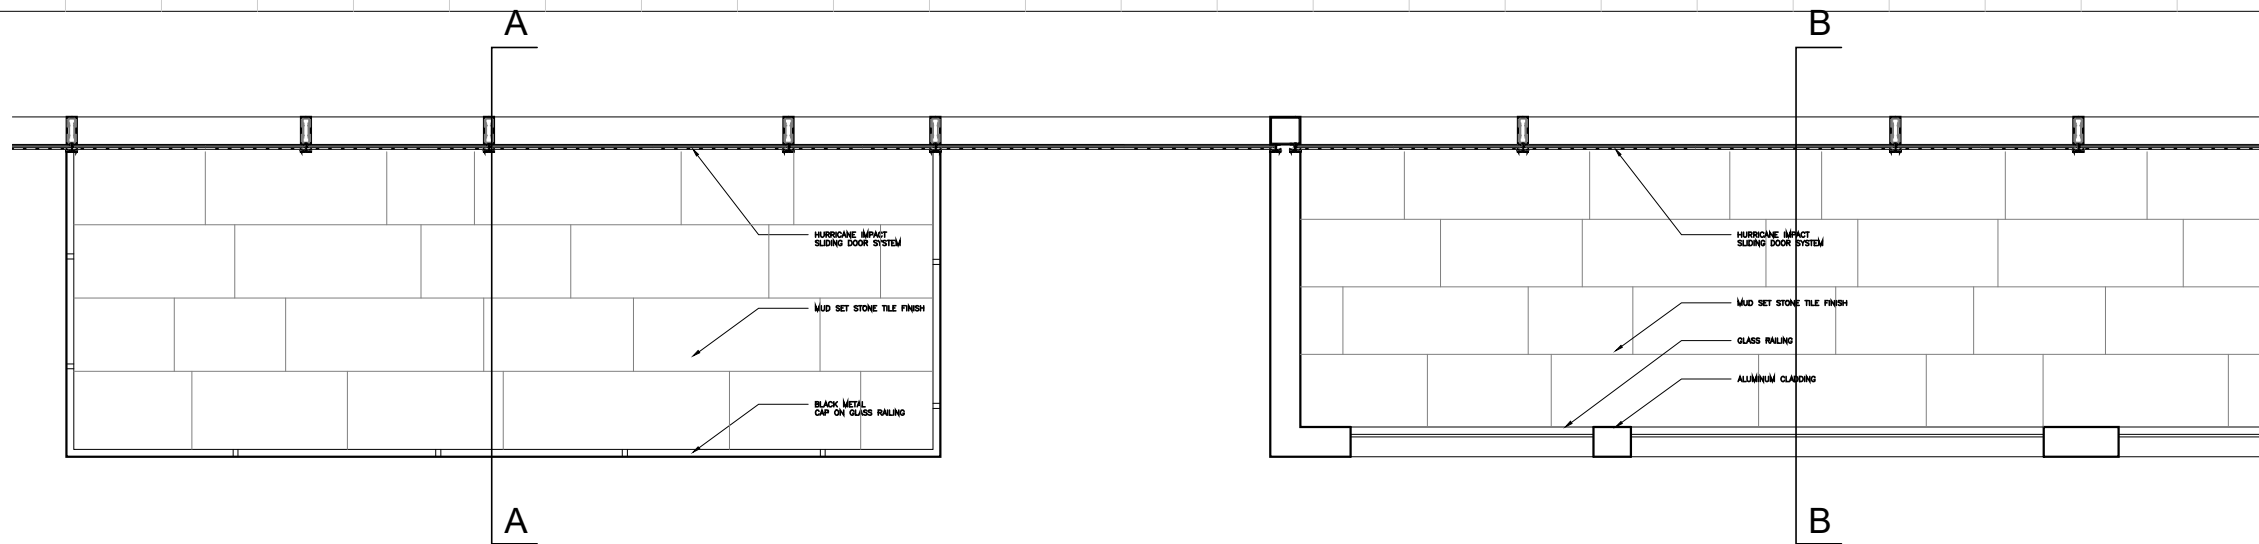 A
B
HURRICANE IMPACT
SLIDING DOOR SYSTEM
MUD SET STONE TILE FINISH
BLACK METAL
CAP ON GLASS RAILING
HURRICANE IMPACT
SLIDING DOOR SYSTEM
MUD SET STONE TILE FINISH
GLASS RAILING
ALUMINUM CLADDING
A
B